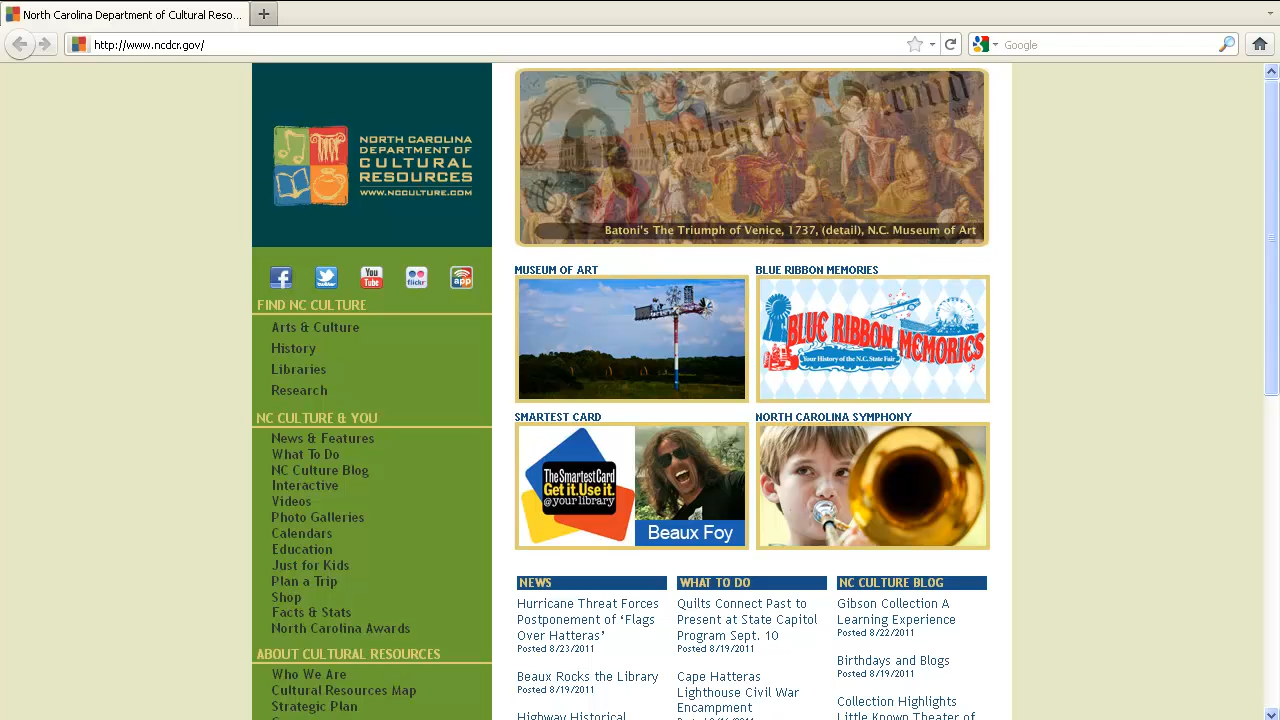 North Carolina Department of Cultural Reso...
http://www.ncdcr.gov/
Google
NORTH CAROLINA
DEPARTMENT OF
CULTURAL
RESOURCES
WWW.NCCULTURE.COM
Batoni's The Triumph of Venice, 1737, (detail), N.C. Museum of Art
You
Tube
twitter
flickr
app
FIND NC CULTURE
Arts & Culture
History
Libraries
Research
NC CULTURE & YOU
News & Features
What To Do
NC Culture Blog
Interactive
Videos
Photo Galleries
Calendars
Education
Just for Kids
Plan a Trip
Shop
Facts & Stats
North Carolina Awards
ABOUT CULTURAL RESOURCES
Who We Are
Cultural Resources Map
Strategic Plan
MUSEUM OF ART
BLUE RIBBON MEMORIES
BLUE RIBBON MEMORIES
Your History of the N.C. State Fair
SMARTEST CARD
The Smartest Card
Get it. Use it.
@ your library
Beaux Foy
NORTH CAROLINA SYMPHONY
NEWS
Hurricane Threat Forces
Postponement of ‘Flags
Over Hatteras’
Posted 8/23/2011
Beaux Rocks the Library
Posted 8/19/2011
Highway Historical
WHAT TO DO
Quilts Connect Past to
Present at State Capitol
Program Sept. 10
Posted 8/19/2011
Cape Hatteras
Lighthouse Civil War
Encampment
NC CULTURE BLOG
Gibson Collection A
Learning Experience
Posted 8/22/2011
Birthdays and Blogs
Posted 8/19/2011
Collection Highlights
Little Known Theater of